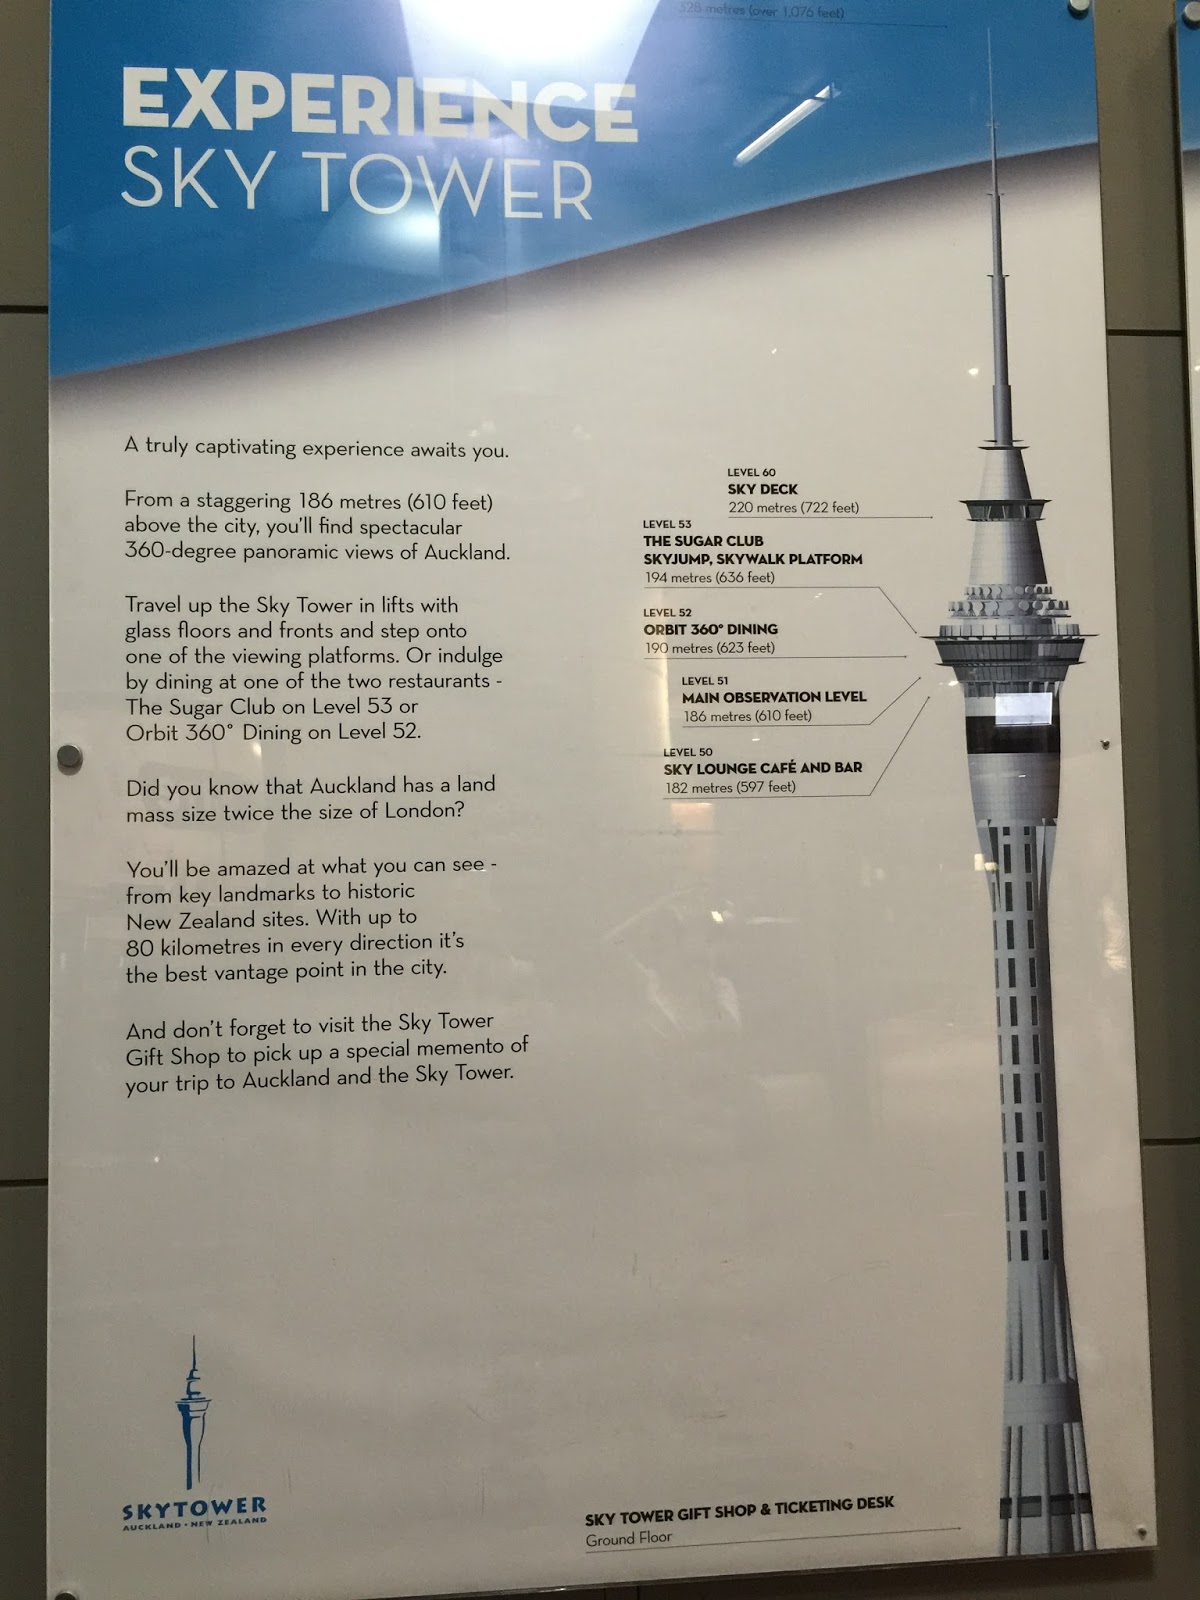 328 metres (over 1,076 feet)
EXPERIENCE
SKY TOWER
A truly captivating experience awaits you.
From a staggering 186 metres (610 feet)
above the city, you'll find spectacular
360-degree panoramic views of Auckland.
Travel up the Sky Tower in lifts with
glass floors and fronts and step onto
one of the viewing platforms. Or indulge
by dining at one of the two restaurants -
The Sugar Club on Level 53 or
Orbit 360° Dining on Level 52.
Did you know that Auckland has a land
mass size twice the size of London?
You'll be amazed at what you can see -
from key landmarks to historic
New Zealand sites. With up to
80 kilometres in every direction it's
the best vantage point in the city.
And don't forget to visit the Sky Tower
Gift Shop to pick up a special memento of
your trip to Auckland and the Sky Tower.
LEVEL 60
SKY DECK
220 metres (722 feet)
LEVEL 53
THE SUGAR CLUB
SKYJUMP, SKYWALK PLATFORM
194 metres (636 feet)
LEVEL 52
ORBIT 360° DINING
190 metres (623 feet)
LEVEL 51
MAIN OBSERVATION LEVEL
186 metres (610 feet)
LEVEL 50
SKY LOUNGE CAFÉ AND BAR
182 metres (597 feet)
SKYTOWER
AUCKLAND • NEW ZEALAND
SKY TOWER GIFT SHOP & TICKETING DESK
Ground Floor